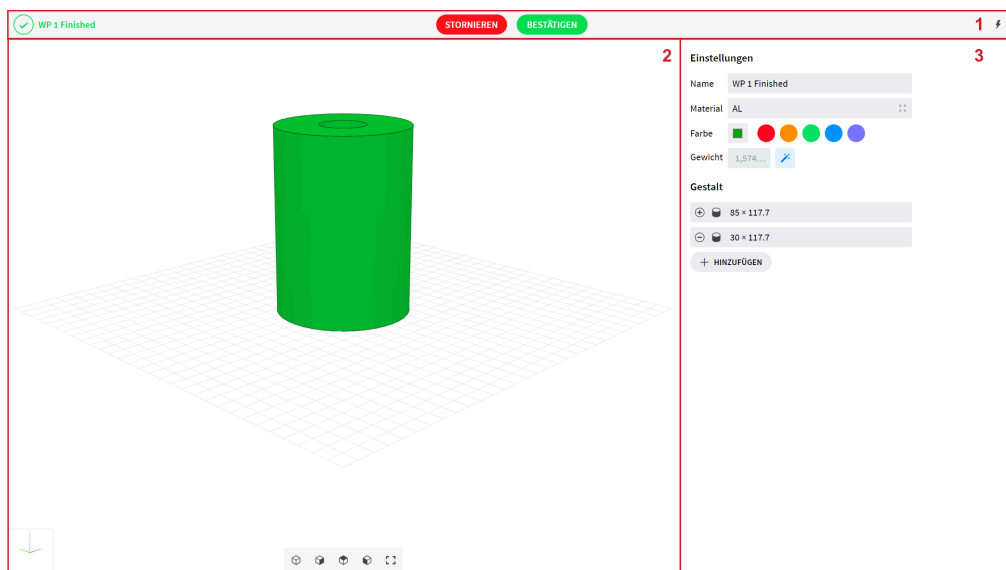 WP 1 Finished
STORNIEREN
BESTÄTIGEN
1
2
3
Einstellungen
Name WP 1 Finished
Material AL
Farbe
Gewicht 1,574...
Gestalt
85 × 117.7
30 × 117.7
HINZUFÜGEN